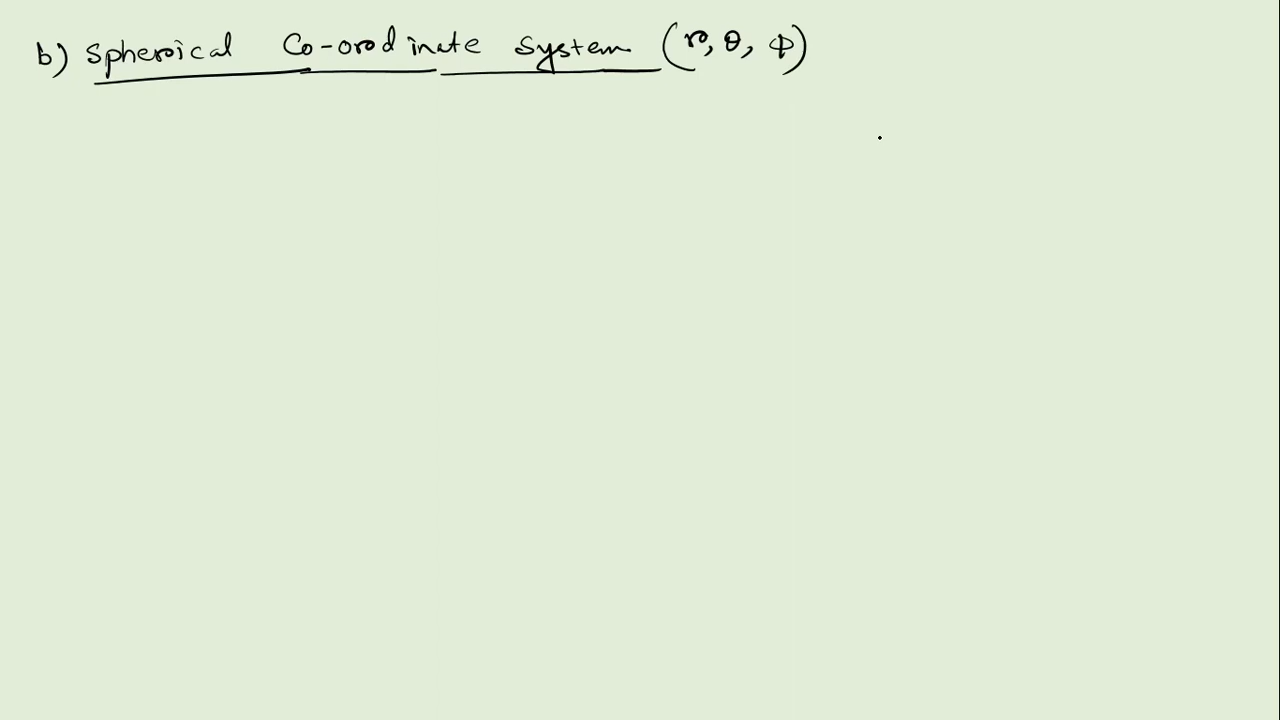 b) Spherical Co-ordinate System (r, θ, Φ)